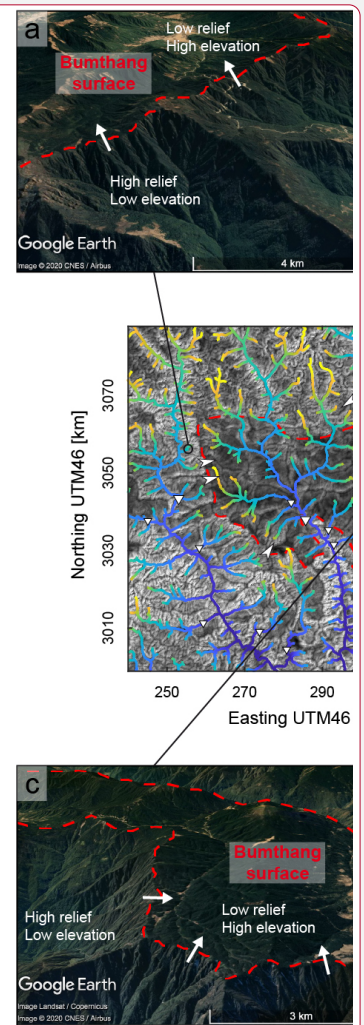 a
Low relief
High elevation
Bumthang
surface
High relief
Low elevation
Google Earth
Image © 2020 CNES / Airbus
4 km
Northing UTM46 [km]
3070
3050
3030
3010
250
270
290
Easting UTM46
c
Bumthang
surface
High relief
Low elevation
Low relief
High elevation
Google Earth
Image Landsat / Copernicus
Image © 2020 CNES / Airbus
3 km